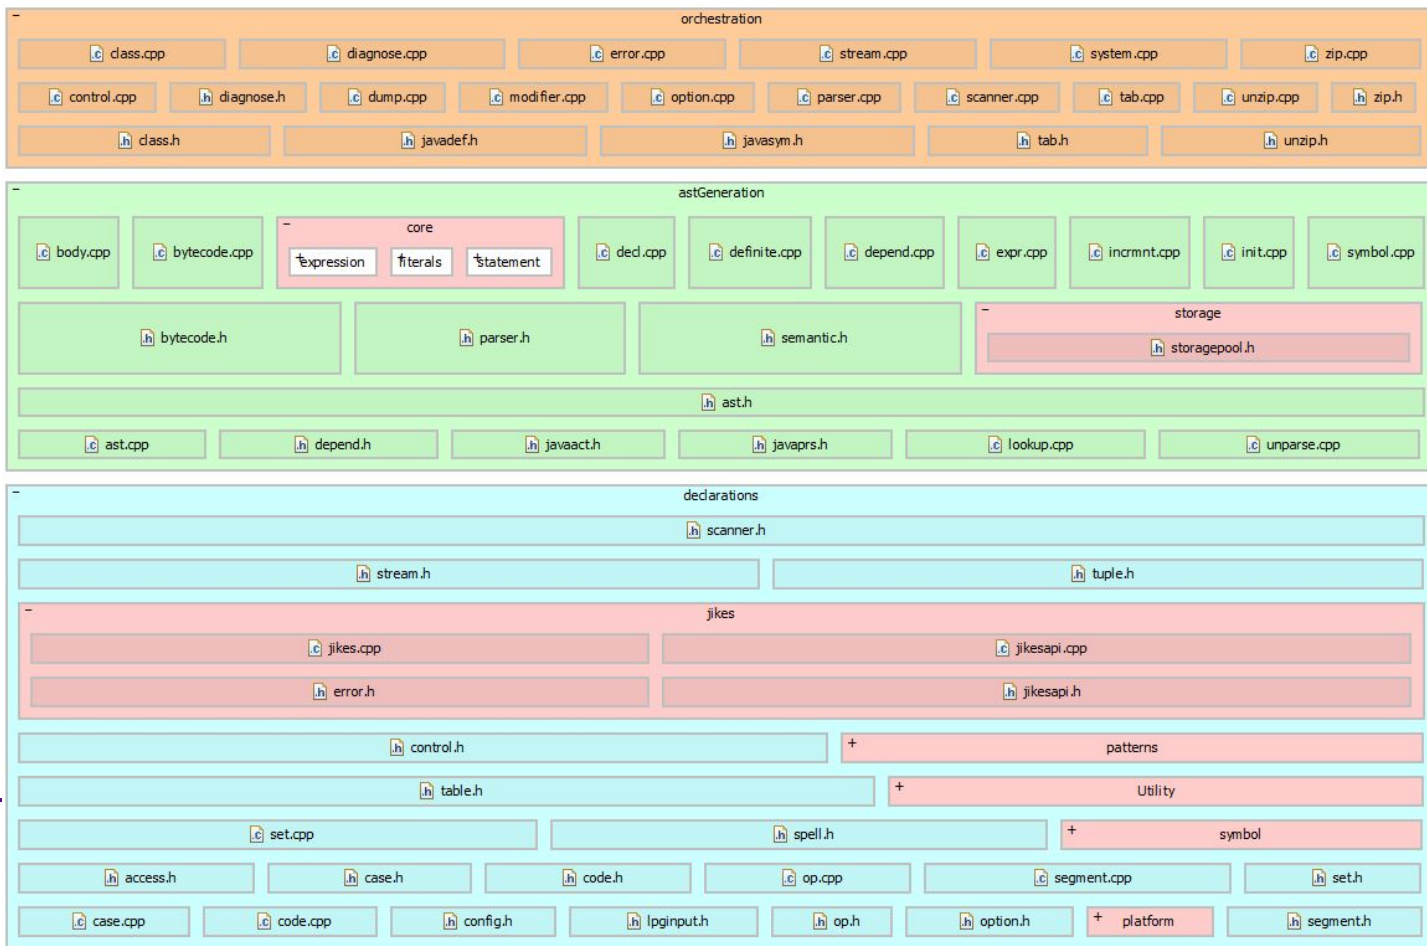 orchestration
class.cpp diagnose.cpp error.cpp stream.cpp system.cpp zip.cpp
control.cpp diagnose.h dump.cpp modifier.cpp option.cpp parser.cpp scanner.cpp tab.cpp unzip.cpp zip.h
class.h javadef.h javasym.h tab.h unzip.h
astGeneration
core
body.cpp bytecode.cpp expression literals statement decl.cpp definite.cpp depend.cpp expr.cpp incrmnt.cpp init.cpp symbol.cpp
storage
bytecode.h parser.h semantic.h storagepool.h
ast.h
ast.cpp depend.h javaact.h javaprs.h lookup.cpp unparse.cpp
declarations
scanner.h
stream.h tuple.h
jikes
jikes.cpp jikesapi.cpp
error.h jikesapi.h
control.h + patterns
table.h + Utility
set.cpp spell.h + symbol
access.h case.h code.h op.cpp segment.cpp set.h
case.cpp code.cpp config.h lpginput.h op.h option.h + platform segment.h